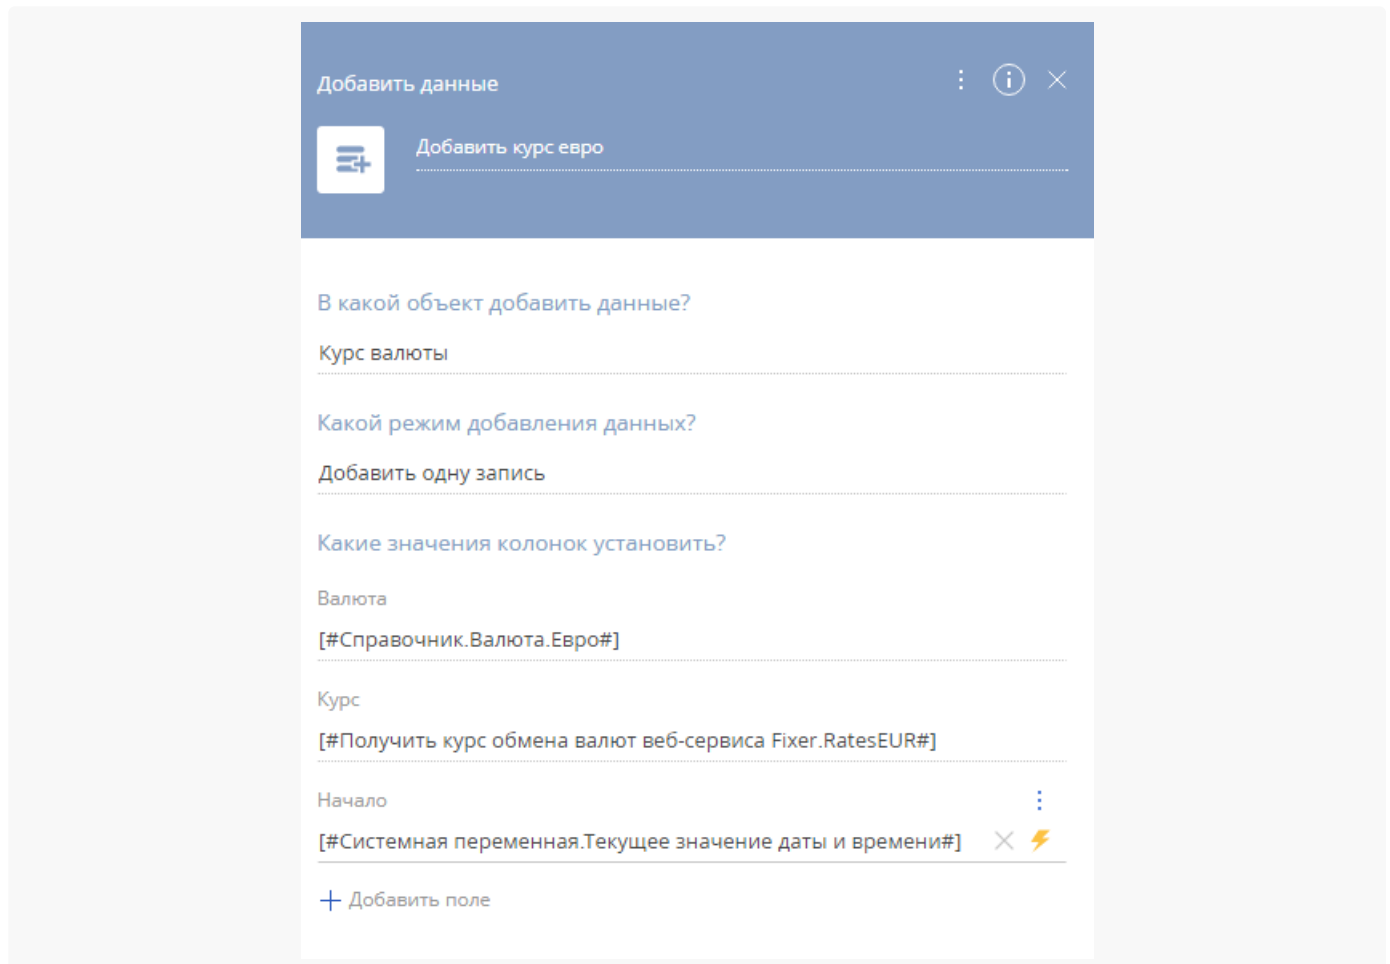 Добавить данные
Добавить курс евро
В какой объект добавить данные?
Курс валюты
Какой режим добавления данных?
Добавить одну запись
Какие значения колонок установить?
Валюта
[#Справочник.Валюта.Евро#]
Курс
[#Получить курс обмена валют веб-сервиса Fixer.RatesEUR#]
Начало
[#Системная переменная.Текущее значение даты и времени#]
Добавить поле